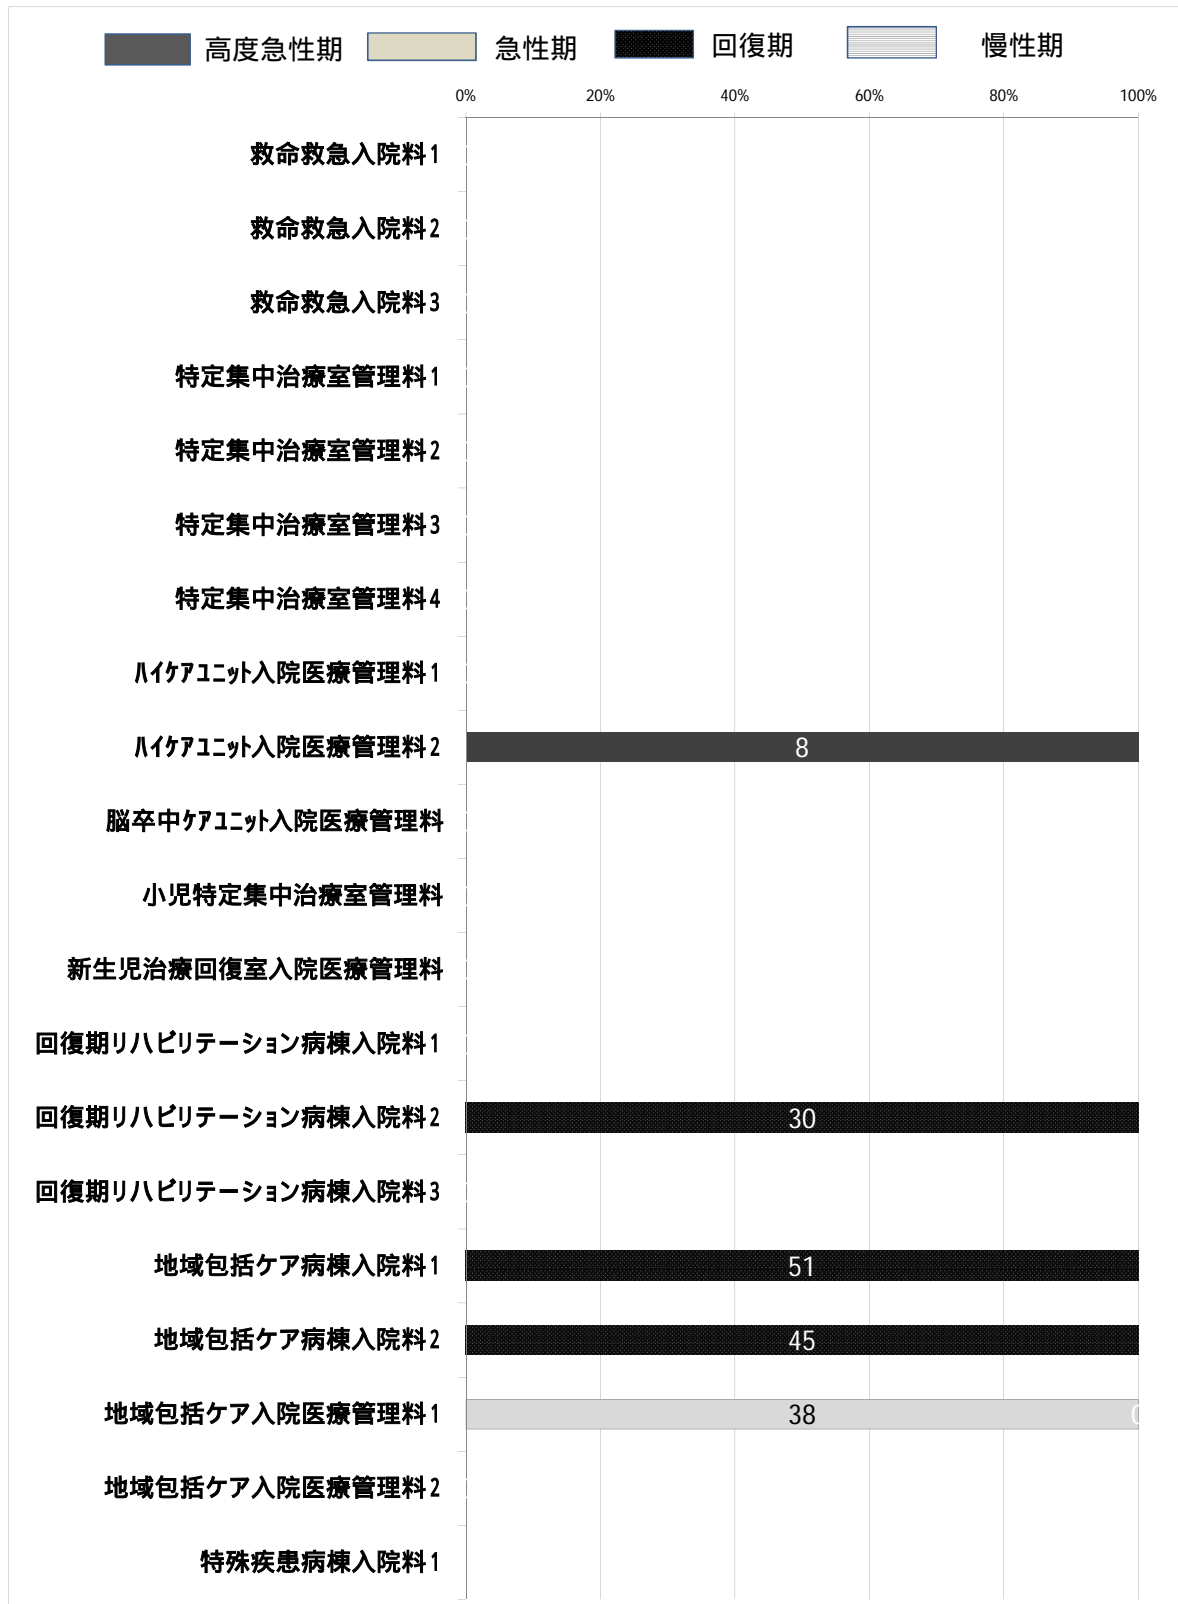 高度急性期 急性期 回復期 慢性期
0% 20% 40% 60% 80% 100%
救命救急入院料1
救命救急入院料2
救命救急入院料3
特定集中治療室管理料1
特定集中治療室管理料2
特定集中治療室管理料3
特定集中治療室管理料4
ﾊｲｹｱﾕﾆｯﾄ入院医療管理料1
ﾊｲｹｱﾕﾆｯﾄ入院医療管理料2 8
脳卒中ｹｱﾕﾆｯﾄ入院医療管理料
小児特定集中治療室管理料
新生児治療回復室入院医療管理料
回復期リハビリテーション病棟入院料1
回復期リハビリテーション病棟入院料2 30
回復期リハビリテーション病棟入院料3
地域包括ケア病棟入院料1 51
地域包括ケア病棟入院料2 45
地域包括ケア入院医療管理料1 38
地域包括ケア入院医療管理料2
特殊疾患病棟入院料1